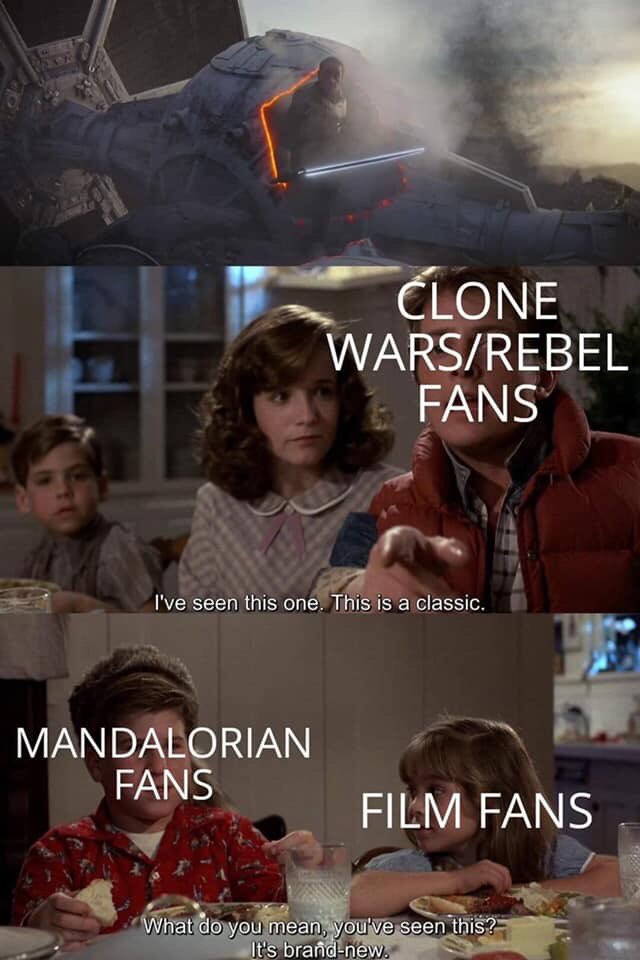 CLONE
WARS/REBEL
FANS
I've seen this one. This is a classic.
MANDALORIAN
FANS
FILM FANS
What do you mean, you've seen this?
It's brand-new.